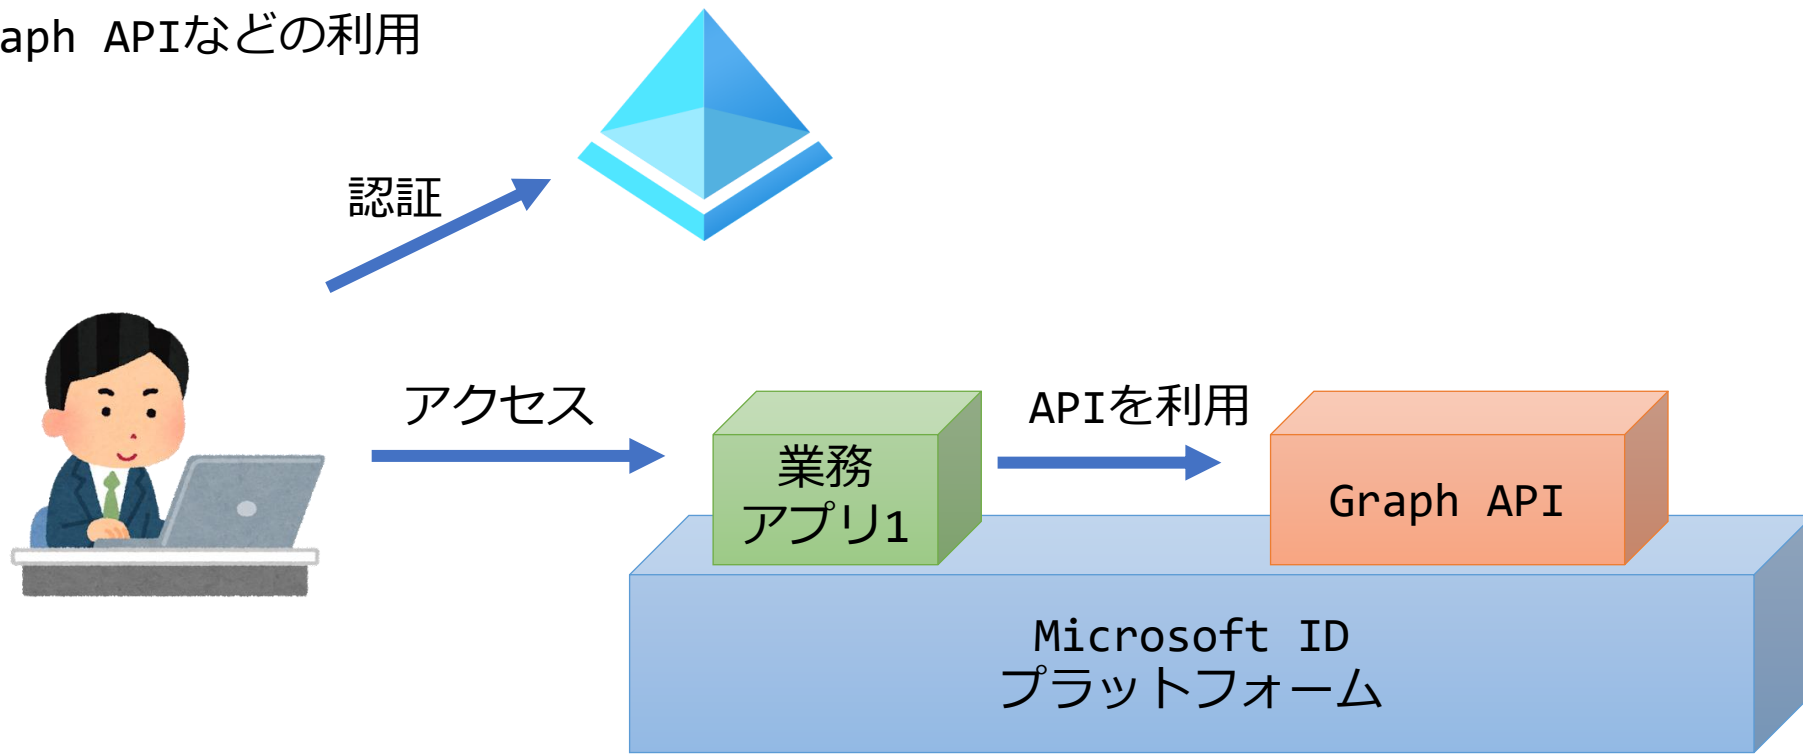 aph APIなどの利用
認証
アクセス
業務
アプリ1
APIを利用
Graph API
Microsoft ID
プラットフォーム